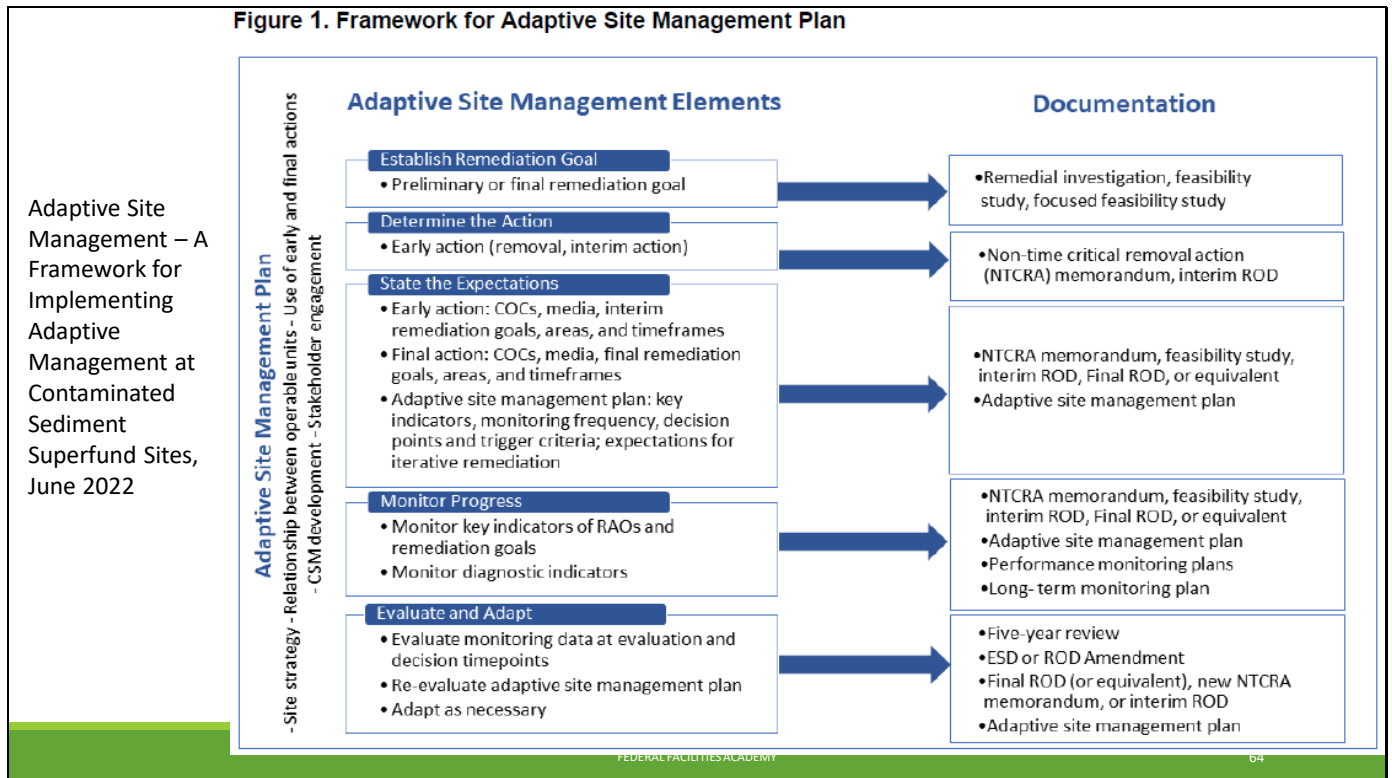 Figure 1. Framework for Adaptive Site Management Plan
Adaptive Site
Management – A
Framework for
Implementing
Adaptive
Management at
Contaminated
Sediment
Superfund Sites,
June 2022
Adaptive Site Management Plan
- Site strategy - Relationship between operable units - Use of early and final actions
- CSM development - Stakeholder engagement
Adaptive Site Management Elements
Documentation
Establish Remediation Goal
• Preliminary or final remediation goal
•Remedial investigation, feasibility
study, focused feasibility study
Determine the Action
• Early action (removal, interim action)
•Non-time critical removal action
(NTCRA) memorandum, interim ROD
State the Expectations
• Early action: COCs, media, interim
remediation goals, areas, and timeframes
• Final action: COCs, media, final remediation
goals, areas, and timeframes
• Adaptive site management plan: key
indicators, monitoring frequency, decision
points and trigger criteria; expectations for
iterative remediation
•NTCRA memorandum, feasibility study,
interim ROD, Final ROD, or equivalent
•Adaptive site management plan
Monitor Progress
• Monitor key indicators of RAOs and
remediation goals
• Monitor diagnostic indicators
•NTCRA memorandum, feasibility study,
interim ROD, Final ROD, or equivalent
•Adaptive site management plan
•Performance monitoring plans
•Long- term monitoring plan
Evaluate and Adapt
• Evaluate monitoring data at evaluation and
decision timepoints
• Re-evaluate adaptive site management plan
• Adapt as necessary
•Five-year review
•ESD or ROD Amendment
•Final ROD (or equivalent), new NTCRA
memorandum, or interim ROD
•Adaptive site management plan
FEDERAL FACILITIES ACADEMY
64